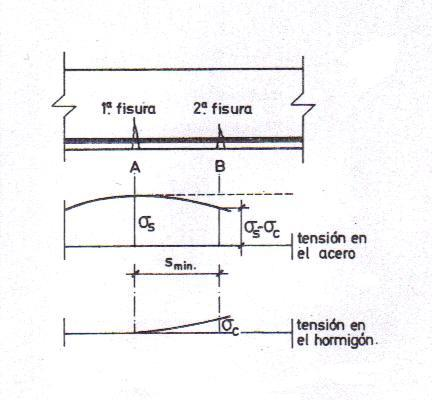 1ª fisura 2ª fisura
A B
σs σs-σc
tensión en
el acero
smin.
σc
tensión en
el hormigón.